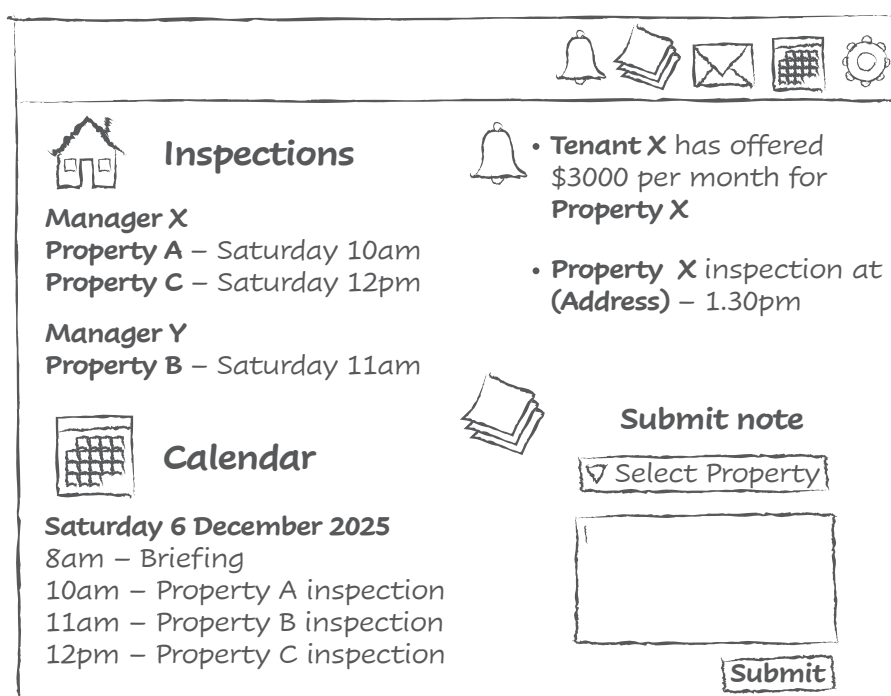 Inspections
Manager X
Property A – Saturday 10am
Property C – Saturday 12pm
Manager Y
Property B – Saturday 11am
Calendar
Saturday 6 December 2025
8am – Briefing
10am – Property A inspection
11am – Property B inspection
12pm – Property C inspection
• Tenant X has offered
$3000 per month for
Property X
• Property X inspection at
(Address) – 1.30pm
Submit note
Select Property
Submit